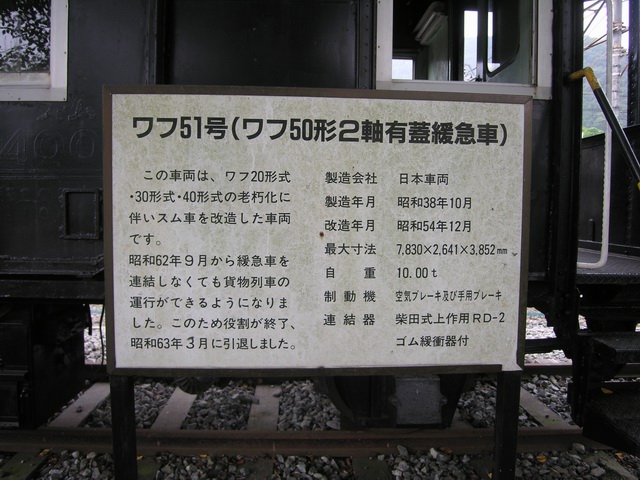 ワフ51号(ワフ50形2軸有蓋緩急車)
この車両は、ワフ20形式
・30形式・40形式の老朽化に
伴いスム車を改造した車両
です。
昭和62年9月から緩急車を
連結しなくても貨物列車の
運行ができるようになりま
した。このため役割が終了、
昭和63年3月に引退しました。
製造会社 日本車両
製造年月 昭和38年10月
改造年月 昭和54年12月
最大寸法 7,830×2,641×3,852mm
自重 10.00t
制動機 空気ブレーキ及び手用ブレーキ
連結器 柴田式上作用RD-2
ゴム緩衝器付